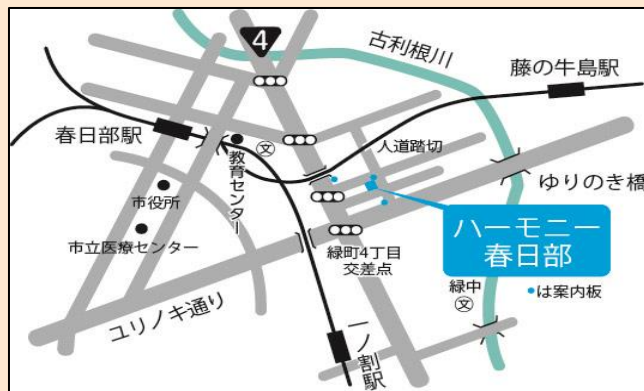 4
古利根川
藤の牛島駅
春日部駅
文
人道踏切
教育センター
ゆりのき橋
市役所
ハーモニー
春日部
市立医療センター
緑町4丁目
交差点
緑中
文
●は案内板
ユリノキ通り
一ノ割駅